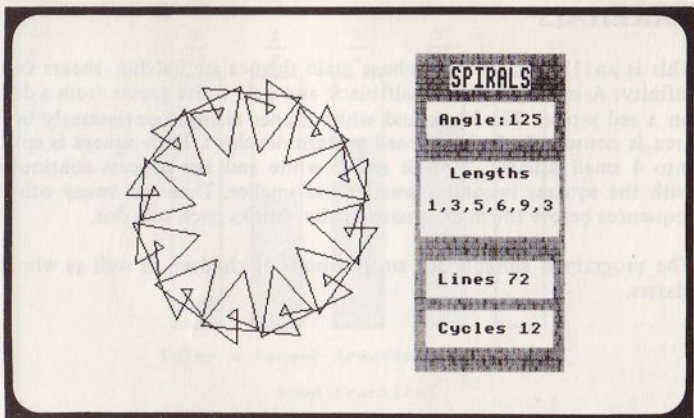 SPIRALS
Angle:125
Lengths
1,3,5,6,9,3
Lines 72
Cycles 12